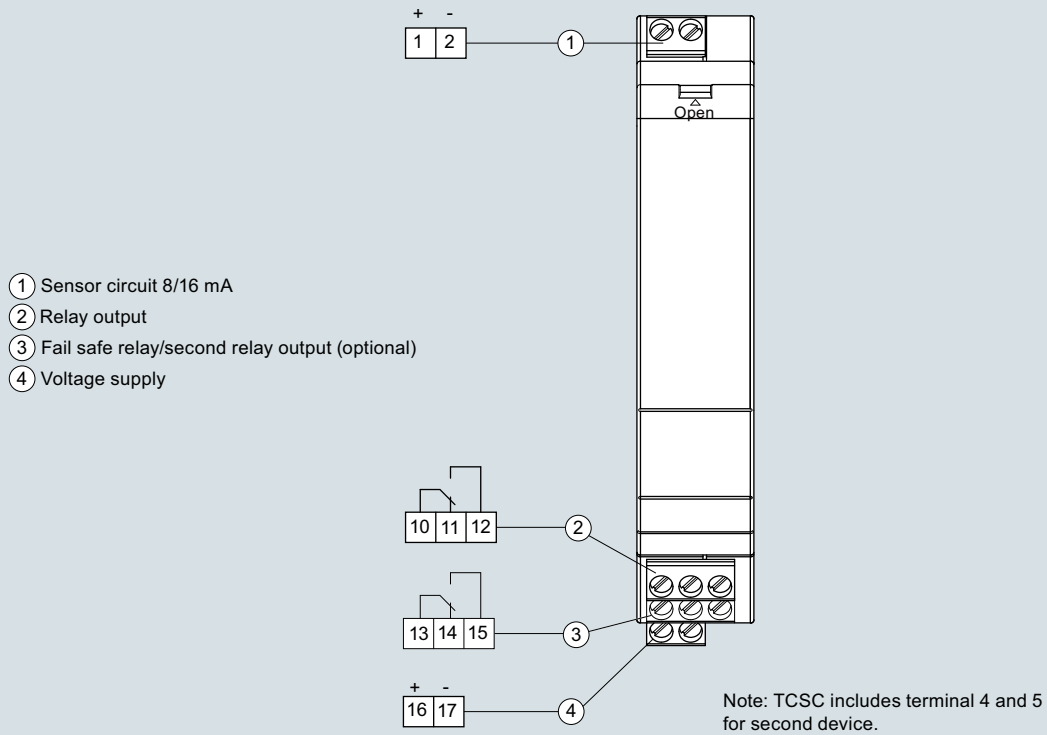 + -
1 2 1
Open
1 Sensor circuit 8/16 mA
2 Relay output
3 Fail safe relay/second relay output (optional)
4 Voltage supply
10 11 12 2
13 14 15 3
+ -
16 17 4
Note: TCSC includes terminal 4 and 5
for second device.